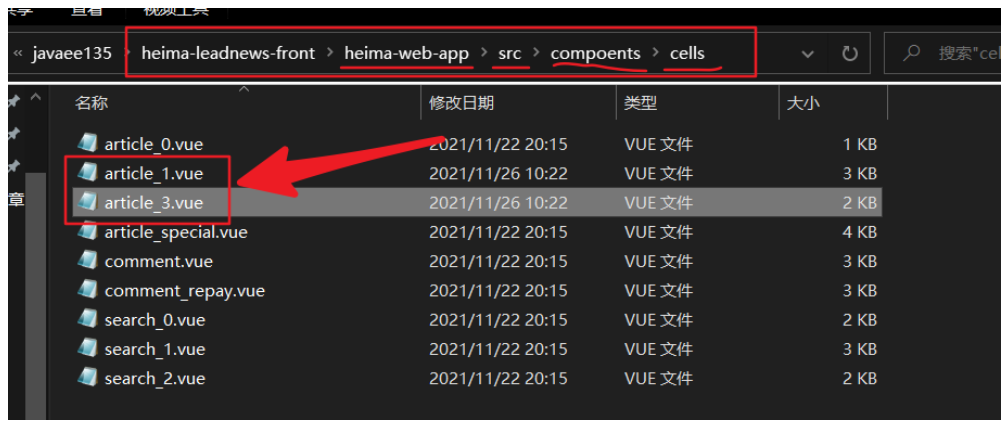 共享 查看 视频工具
« javaee135 › heima-leadnews-front › heima-web-app › src › compoents › cells 搜索"cel
名称 修改日期 类型 大小
article_0.vue 2021/11/22 20:15 VUE 文件 1 KB
article_1.vue 2021/11/26 10:22 VUE 文件 3 KB
article_3.vue 2021/11/26 10:22 VUE 文件 2 KB
章
article_special.vue 2021/11/22 20:15 VUE 文件 4 KB
comment.vue 2021/11/22 20:15 VUE 文件 3 KB
comment_repay.vue 2021/11/22 20:15 VUE 文件 3 KB
search_0.vue 2021/11/22 20:15 VUE 文件 2 KB
search_1.vue 2021/11/22 20:15 VUE 文件 3 KB
search_2.vue 2021/11/22 20:15 VUE 文件 2 KB